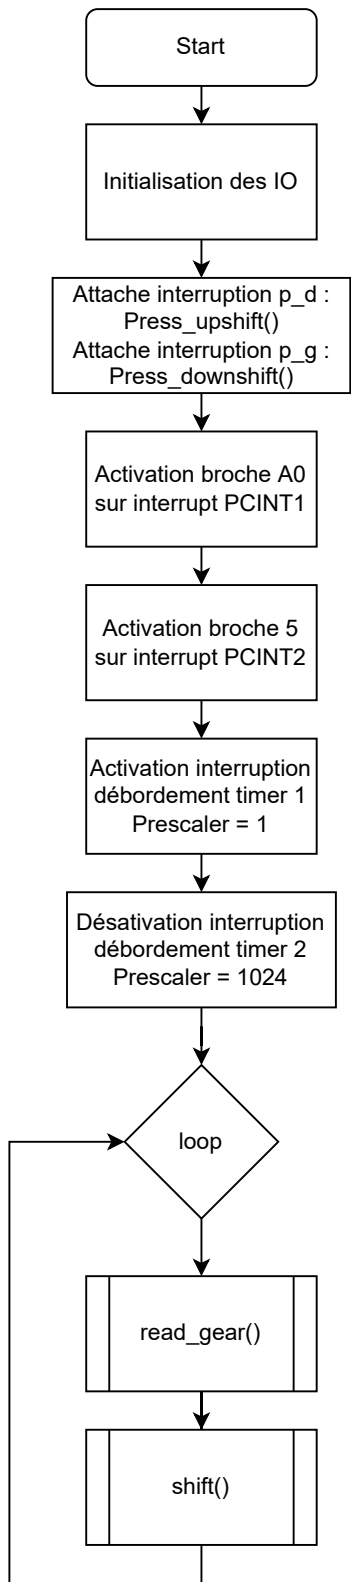 Start
Initialisation des IO
Attache interruption p_d :
Press_upshift()
Attache interruption p_g :
Press_downshift()
Activation broche A0
sur interrupt PCINT1
Activation broche 5
sur interrupt PCINT2
Activation interruption
débordement timer 1
Prescaler = 1
Désativation interruption
débordement timer 2
Prescaler = 1024
loop
read_gear()
shift()